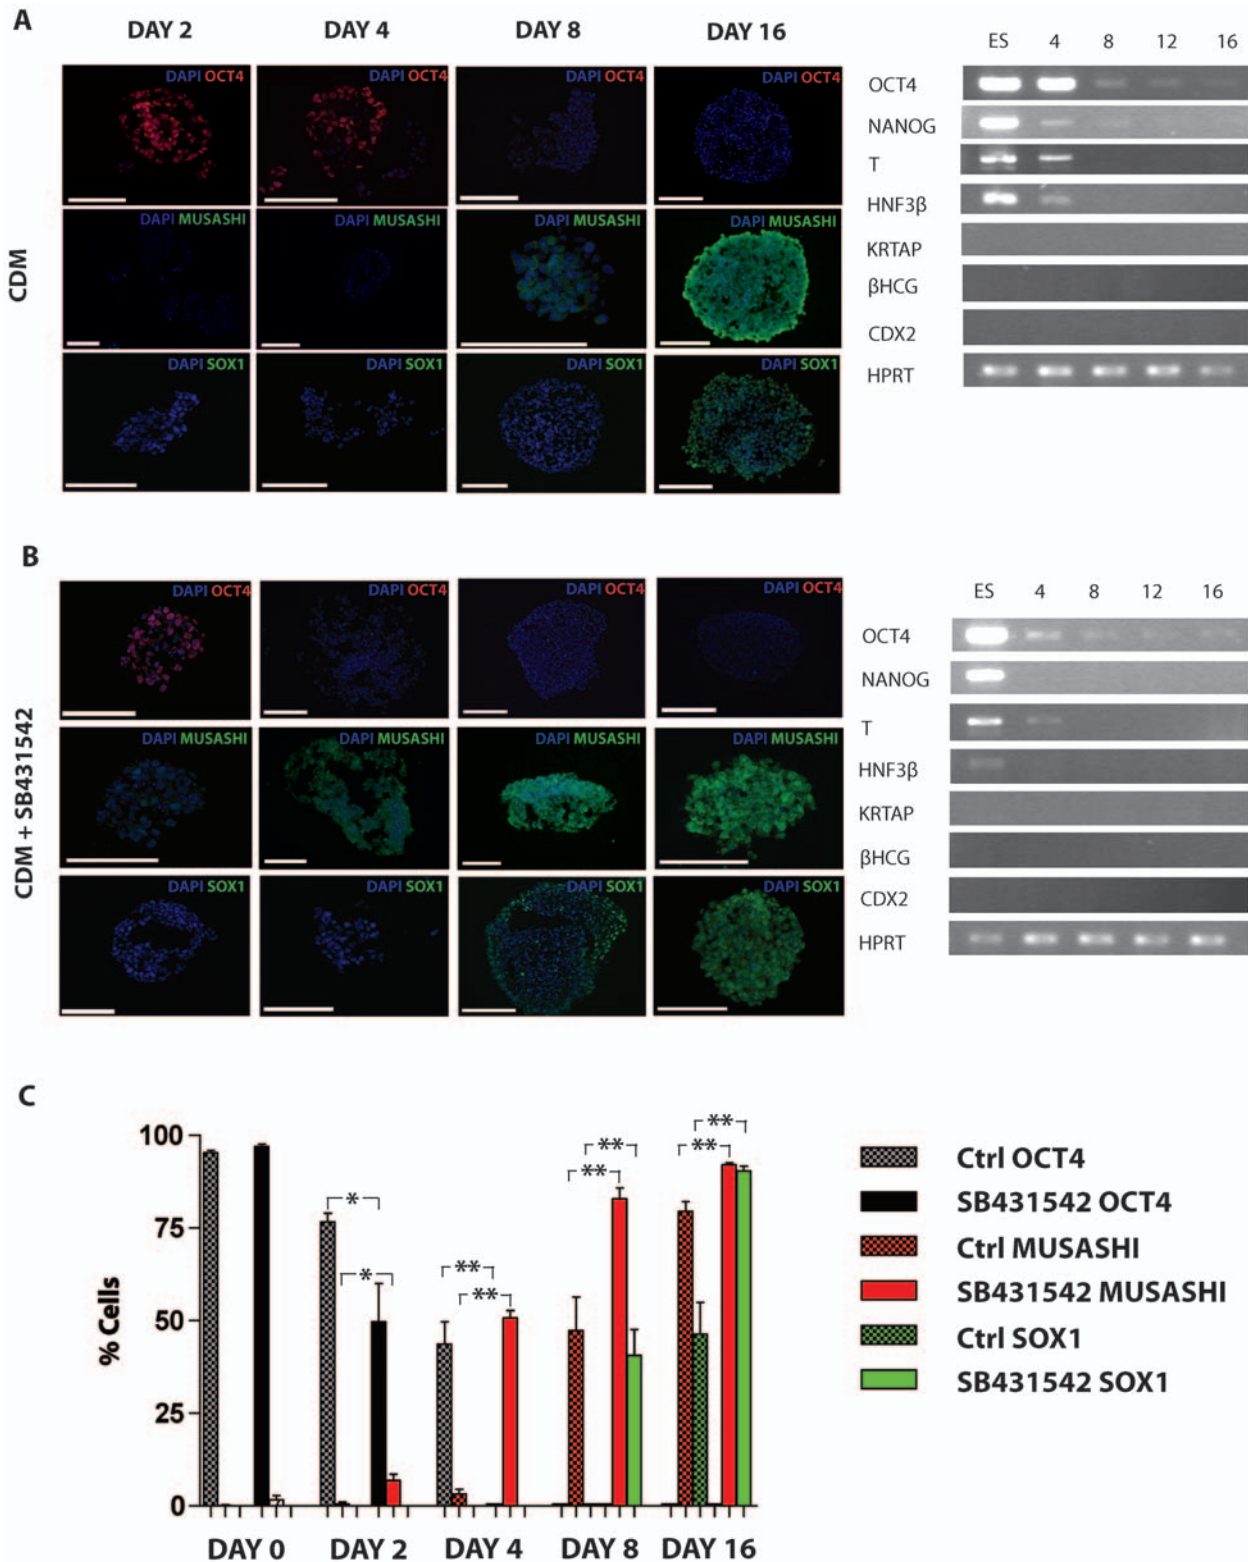 A
DAY 2 DAY 4 DAY 8 DAY 16
ES 4 8 12 16
CDM
DAPI OCT4 DAPI OCT4 DAPI OCT4 DAPI OCT4
DAPI MUSASHI DAPI MUSASHI DAPI MUSASHI DAPI MUSASHI
DAPI SOX1 DAPI SOX1 DAPI SOX1 DAPI SOX1
OCT4
NANOG
T
HNF3β
KRTAP
βHCG
CDX2
HPRT
B
ES 4 8 12 16
CDM + SB431542
DAPI OCT4 DAPI OCT4 DAPI OCT4 DAPI OCT4
DAPI MUSASHI DAPI MUSASHI DAPI MUSASHI DAPI MUSASHI
DAPI SOX1 DAPI SOX1 DAPI SOX1 DAPI SOX1
OCT4
NANOG
T
HNF3β
KRTAP
βHCG
CDX2
HPRT
C
% Cells
100
75
50
25
0
* * ** ** ** ** ** **
DAY 0 DAY 2 DAY 4 DAY 8 DAY 16
Ctrl OCT4
SB431542 OCT4
Ctrl MUSASHI
SB431542 MUSASHI
Ctrl SOX1
SB431542 SOX1